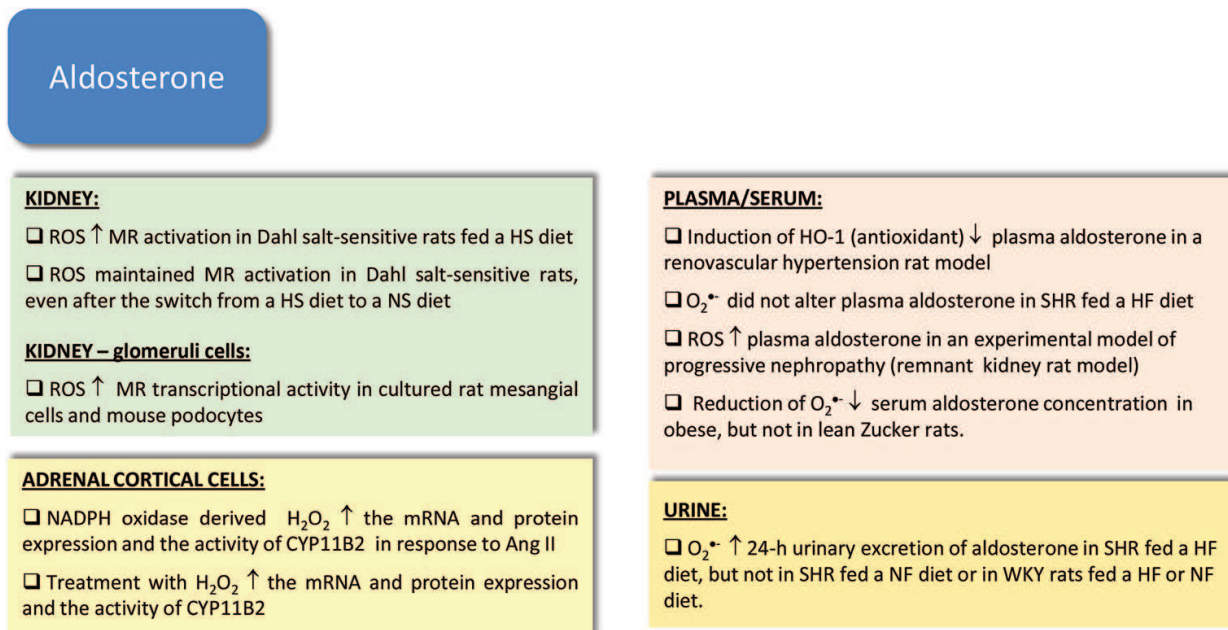 Aldosterone
KIDNEY:
❑ ROS ↑ MR activation in Dahl salt-sensitive rats fed a HS diet
❑ ROS maintained MR activation in Dahl salt-sensitive rats,
even after the switch from a HS diet to a NS diet
KIDNEY – glomeruli cells:
❑ ROS ↑ MR transcriptional activity in cultured rat mesangial
cells and mouse podocytes
ADRENAL CORTICAL CELLS:
❑ NADPH oxidase derived H₂O₂ ↑ the mRNA and protein
expression and the activity of CYP11B2 in response to Ang II
❑ Treatment with H₂O₂ ↑ the mRNA and protein expression
and the activity of CYP11B2
PLASMA/SERUM:
❑ Induction of HO-1 (antioxidant) ↓ plasma aldosterone in a
renovascular hypertension rat model
❑ O₂•- did not alter plasma aldosterone in SHR fed a HF diet
❑ ROS ↑ plasma aldosterone in an experimental model of
progressive nephropathy (remnant kidney rat model)
❑ Reduction of O₂•- ↓ serum aldosterone concentration in
obese, but not in lean Zucker rats.
URINE:
❑ O₂•- ↑ 24-h urinary excretion of aldosterone in SHR fed a HF
diet, but not in SHR fed a NF diet or in WKY rats fed a HF or NF
diet.